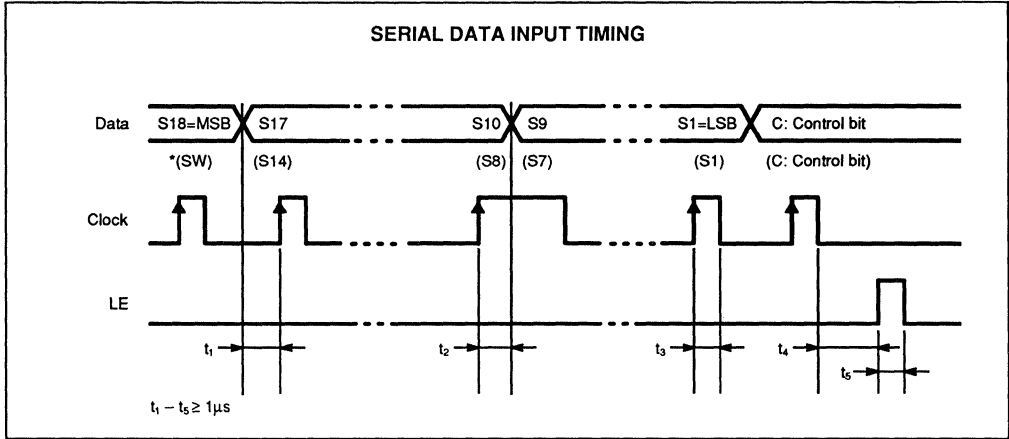 SERIAL DATA INPUT TIMING
Data S18=MSB S17 S10 S9 S1=LSB C: Control bit
*(SW) (S14) (S8) (S7) (S1) (C: Control bit)
Clock
LE
t₁ t₂ t₃ t₄
t₅
t₁ – t₅ ≥ 1µs